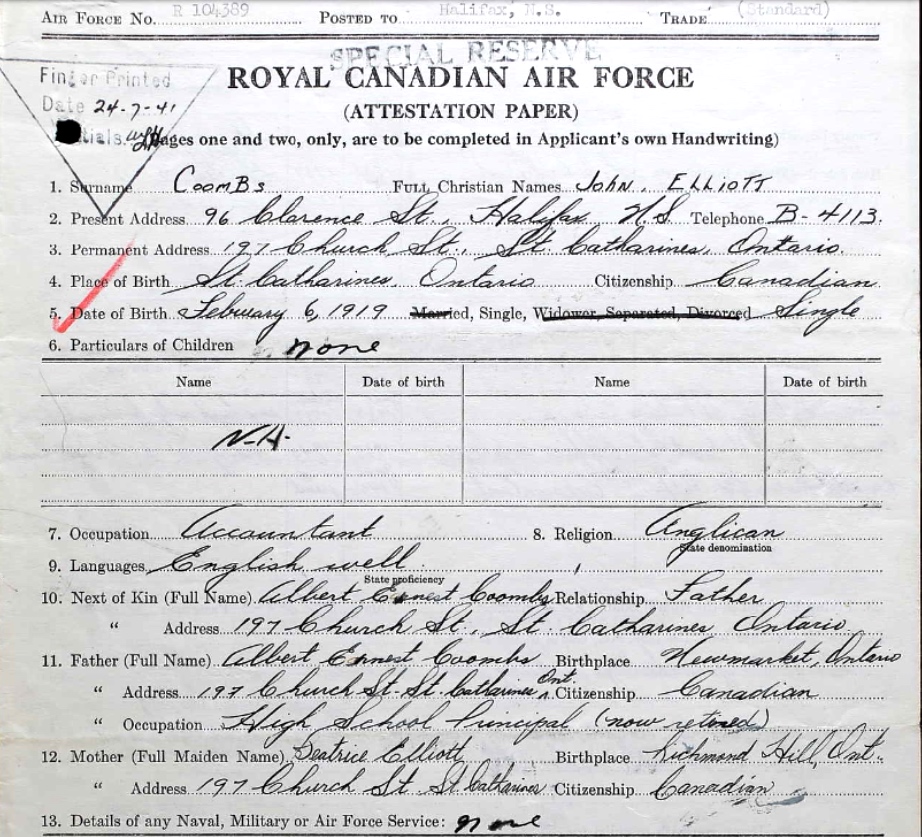 AIR FORCE NO. R 104389 POSTED TO Halifax, N.S. TRADE (Standard)
SPECIAL RESERVE
ROYAL CANADIAN AIR FORCE
Finger Printed
Date 24-7-41
(ATTESTATION PAPER)
(Pages one and two, only, are to be completed in Applicant's own Handwriting)
1. Surname CoomBs FULL CHRISTIAN NAMES John. ELLIOTT
2. Present Address 96 Clarence St., Halifax N.S. Telephone B-4113.
3. Permanent Address 197 Church St., St. Catharines, Ontario.
4. Place of Birth St. Catharines, Ontario Citizenship Canadian
5. Date of Birth February 6, 1919 Married, Single, Widower, Separated, Divorced Single
6. Particulars of Children none
Name Date of birth Name Date of birth
N.A.
7. Occupation Accountant 8. Religion Anglican
State denomination
9. Languages English well
State proficiency
10. Next of Kin (Full Name) Albert Ernest Coombs Relationship Father
" Address 197 Church St., St. Catharines Ontario
11. Father (Full Name) Albert Ernest Coombs Birthplace Newmarket, Ontario
" Address 197 Church St. St. Catharines Ont. Citizenship Canadian
" Occupation High School Principal (now retired)
12. Mother (Full Maiden Name) Beatrice Elliott Birthplace Richmond Hill, Ont.
" Address 197 Church St. St. Catharines Citizenship Canadian
13. Details of any Naval, Military or Air Force Service: none